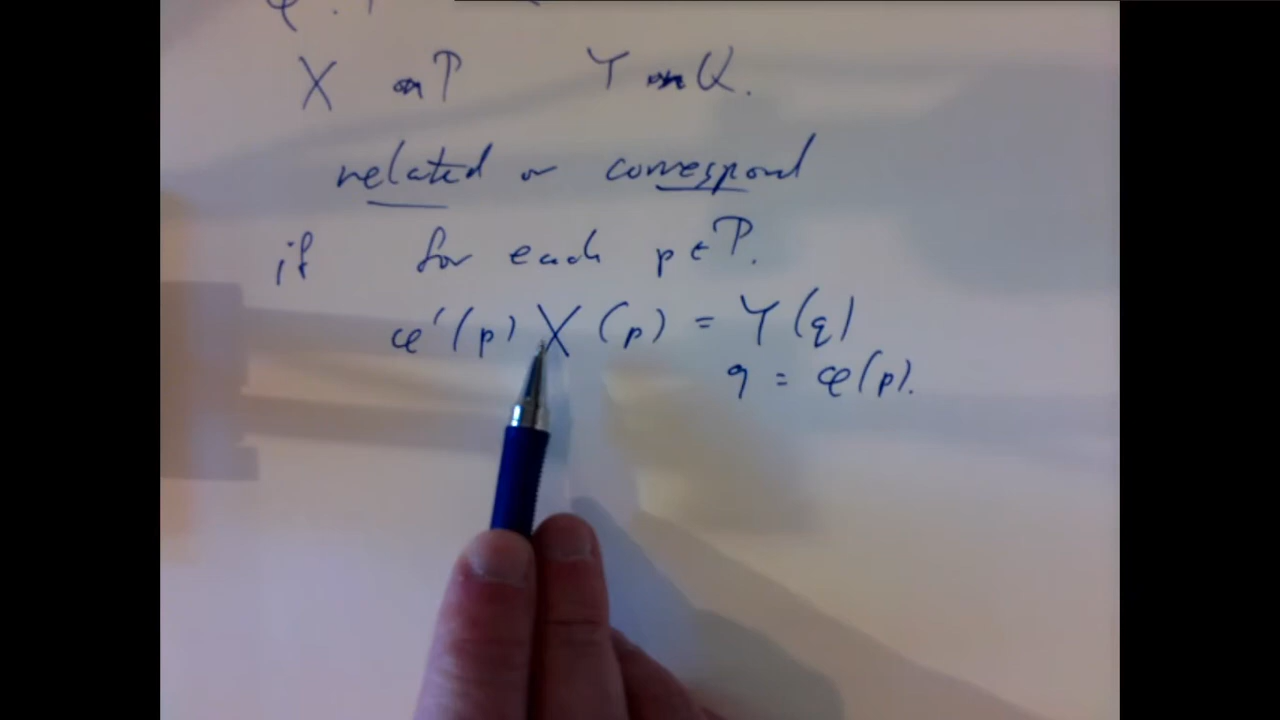 φ : P
X on P Y on Q.
related or correspond
if for each p ∈ P.
φ'(p) X(p) = Y(q)
q = φ(p).